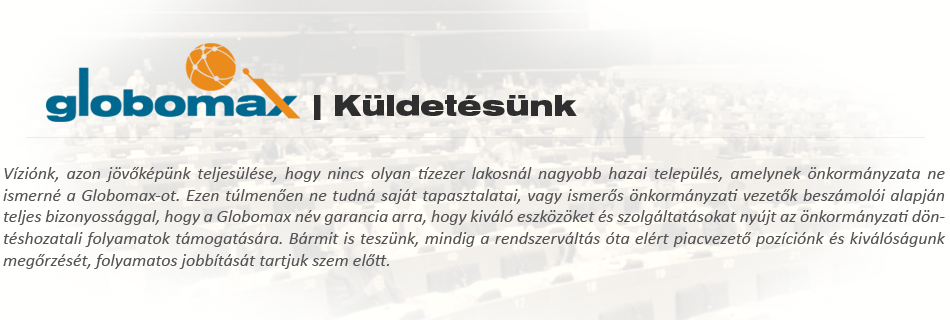 globomax | Küldetésünk
Víziónk, azon jövőképünk teljesülése, hogy nincs olyan tízezer lakosnál nagyobb hazai település, amelynek önkormányzata ne
ismerné a Globomax-ot. Ezen túlmenően ne tudná saját tapasztalatai, vagy ismerős önkormányzati vezetők beszámolói alapján
teljes bizonyossággal, hogy a Globomax név garancia arra, hogy kiváló eszközöket és szolgáltatásokat nyújt az önkormányzati dön-
téshozatali folyamatok támogatására. Bármit is teszünk, mindig a rendszerváltás óta elért piacvezető pozíciónk és kiválóságunk
megőrzését, folyamatos jobbítását tartjuk szem előtt.